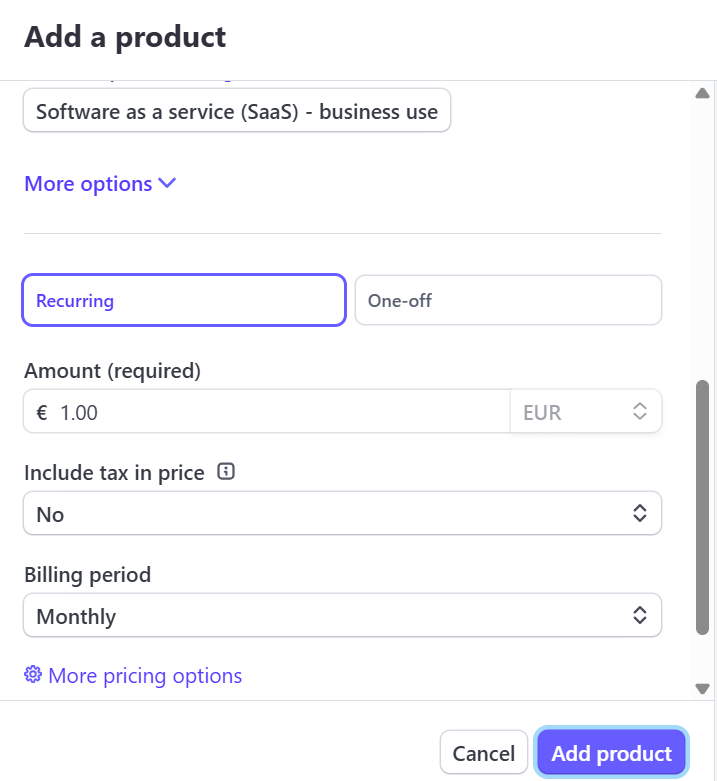 Add a product
Software as a service (SaaS) - business use
More options
Recurring
One-off
Amount (required)
€ 1.00
EUR
Include tax in price
No
Billing period
Monthly
More pricing options
Cancel
Add product